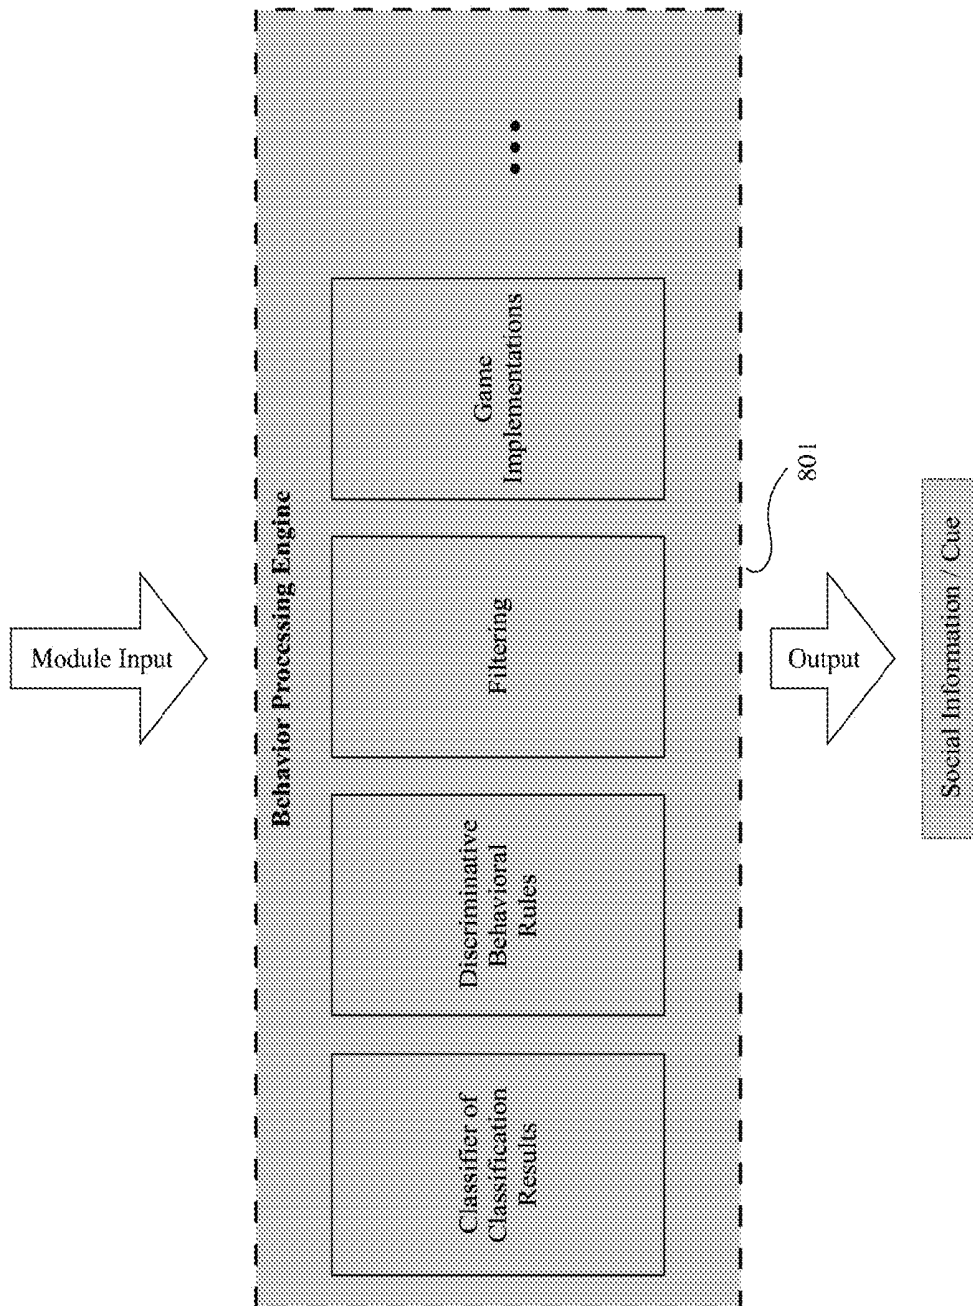 Module Input
Behavior Processing Engine
Classifier of
Classification
Results
Discriminative
Behavioral
Rules
Filtering
Game
Implementations
801
Output
Social Information / Cue